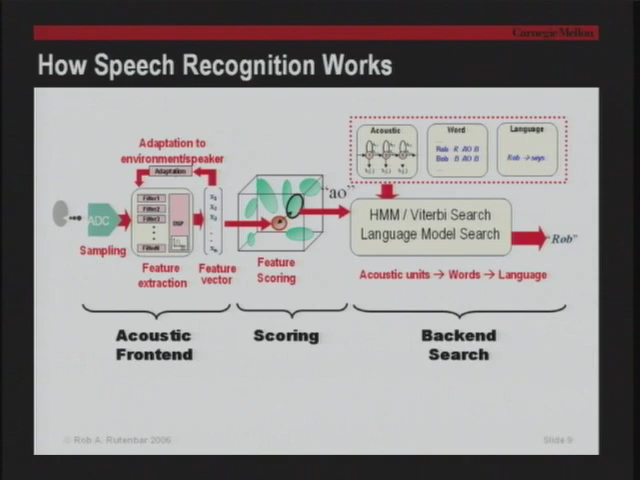 Carnegie Mellon
How Speech Recognition Works
Adaptation to
environment/speaker
Adaptation
Filter1
Filter2
Filter3
FilterN
DSP
ADC
Sampling
Feature
extraction
Feature
vector
Feature
Scoring
"ao"
Acoustic
Word
Rob R AO B
Bob B AO B
Language
Rob → says
HMM / Viterbi Search
Language Model Search
"Rob"
Acoustic units → Words → Language
Acoustic
Frontend
Scoring
Backend
Search
© Rob A. Rutenbar 2006
Slide 9